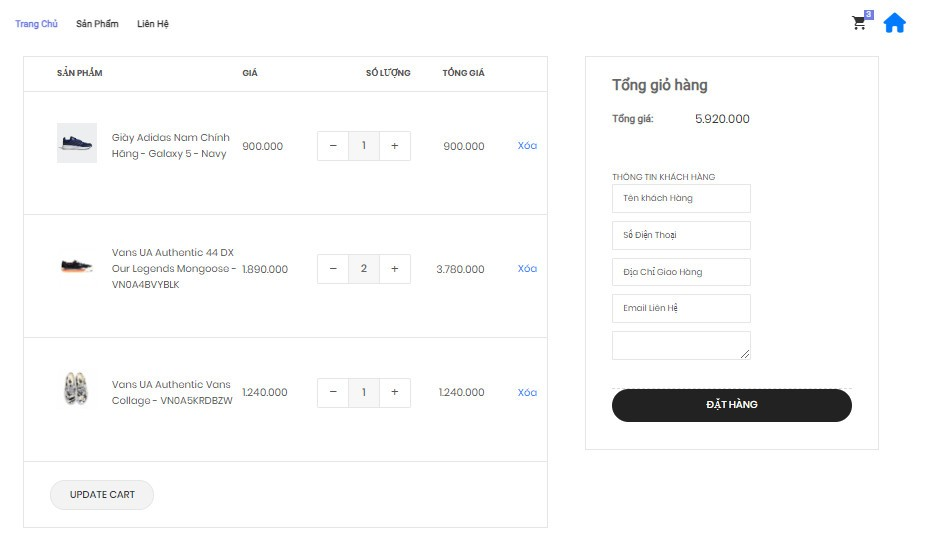 Trang Chủ Sản Phẩm Liên Hệ 3
SẢN PHẨM GIÁ SỐ LƯỢNG TỔNG GIÁ
Giày Adidas Nam Chính
Hãng - Galaxy 5 - Navy
900.000 − 1 + 900.000 Xóa
Vans UA Authentic 44 DX
Our Legends Mongoose -
VN0A4BVYBLK
1.890.000 − 2 + 3.780.000 Xóa
Vans UA Authentic Vans
Collage - VN0A5KRDBZW
1.240.000 − 1 + 1.240.000 Xóa
UPDATE CART
Tổng giỏ hàng
Tổng giá: 5.920.000
THÔNG TIN KHÁCH HÀNG
Tên khách Hàng
Số Điện Thoại
Địa Chỉ Giao Hàng
Email Liên Hệ
ĐẶT HÀNG